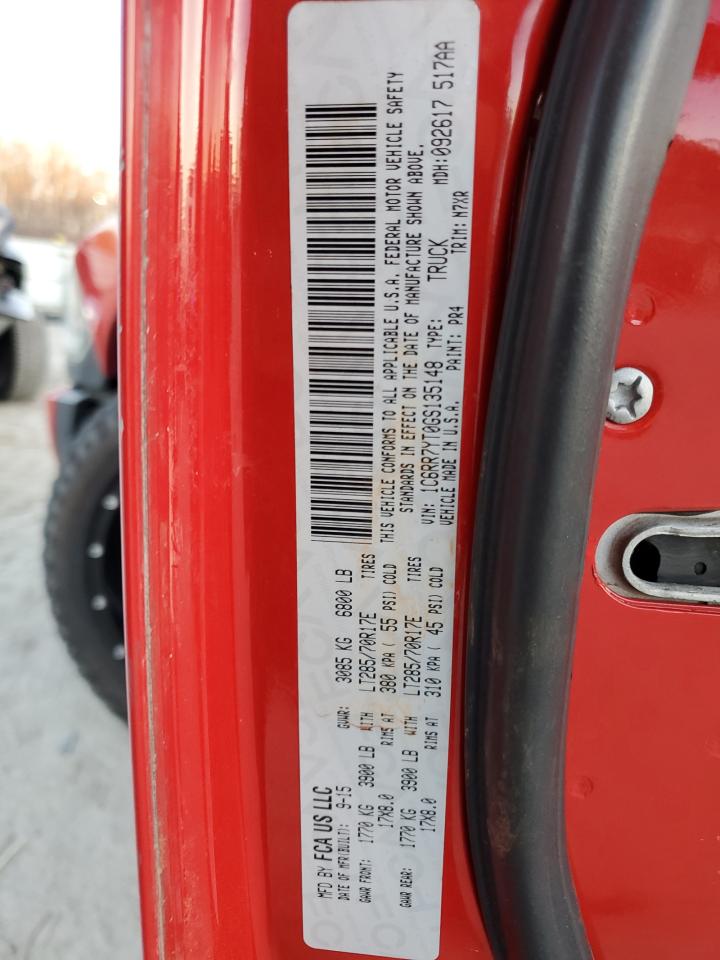 MFD BY FCA US LLC
DATE OF MFR(BUILT): 9-15 GVWR: 3085 KG 6800 LB
GAWR FRONT: 1770 KG 3900 LB WITH LT285/70R17E TIRES
17X8.0 RIMS AT 380 KPA ( 55 PSI) COLD
GAWR REAR: 1770 KG 3900 LB WITH LT285/70R17E TIRES
17X8.0 RIMS AT 310 KPA ( 45 PSI) COLD
THIS VEHICLE CONFORMS TO ALL APPLICABLE U.S.A. FEDERAL MOTOR VEHICLE SAFETY
STANDARDS IN EFFECT ON THE DATE OF MANUFACTURE SHOWN ABOVE.
VIN: 1C6RR7YT0GS135148 TYPE: TRUCK MDH:092617 517AA
VEHICLE MADE IN U.S.A. PAINT: PR4 TRIM: N7XR